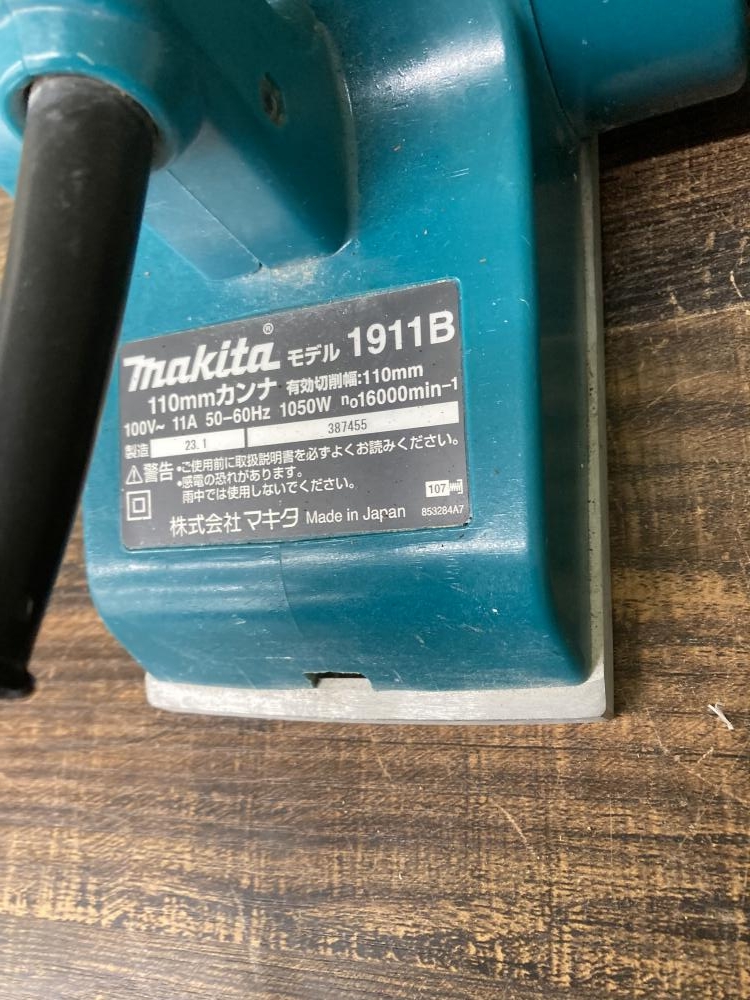 makita® モデル 1911B
110mmカンナ 有効切削幅:110mm
100V~ 11A 50-60Hz 1050W n₀16000min-1
製造 23.1 387455
⚠警告 •ご使用前に取扱説明書を必ずよくお読みください。
•感電の恐れがあります。
雨中では使用しないでください。
107
株式会社マキタ Made in Japan 853284A7